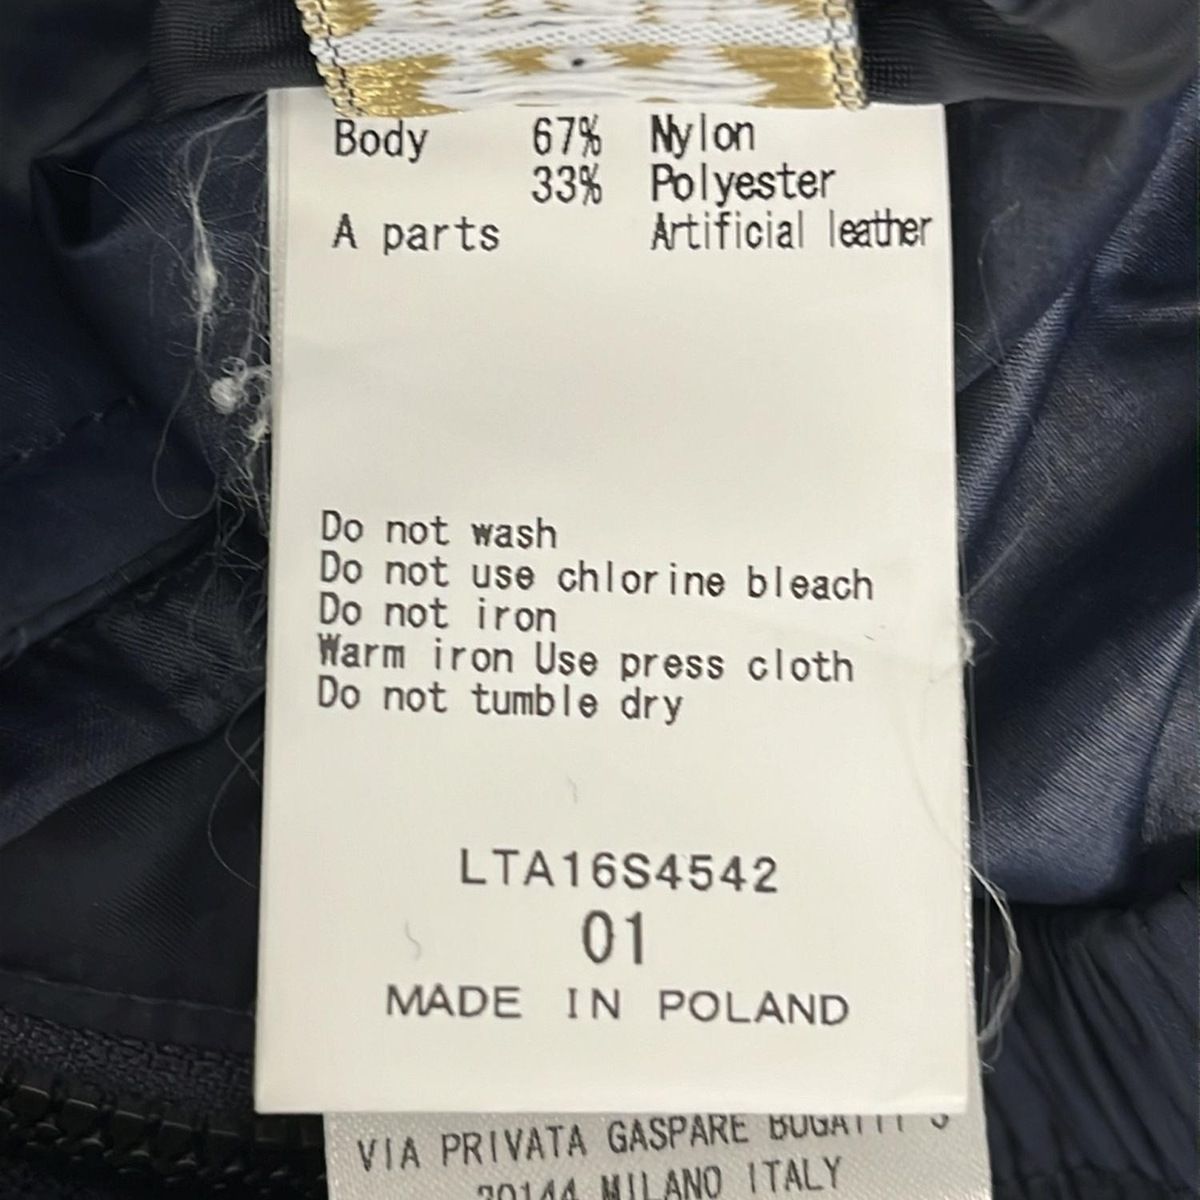 Body 67% Nylon
33% Polyester
A parts Artificial leather
Do not wash
Do not use chlorine bleach
Do not iron
Warm iron Use press cloth
Do not tumble dry
LTA16S4542
01
MADE IN POLAND
VIA PRIVATA GASPARE BUGATTI
20144 MILANO ITALY